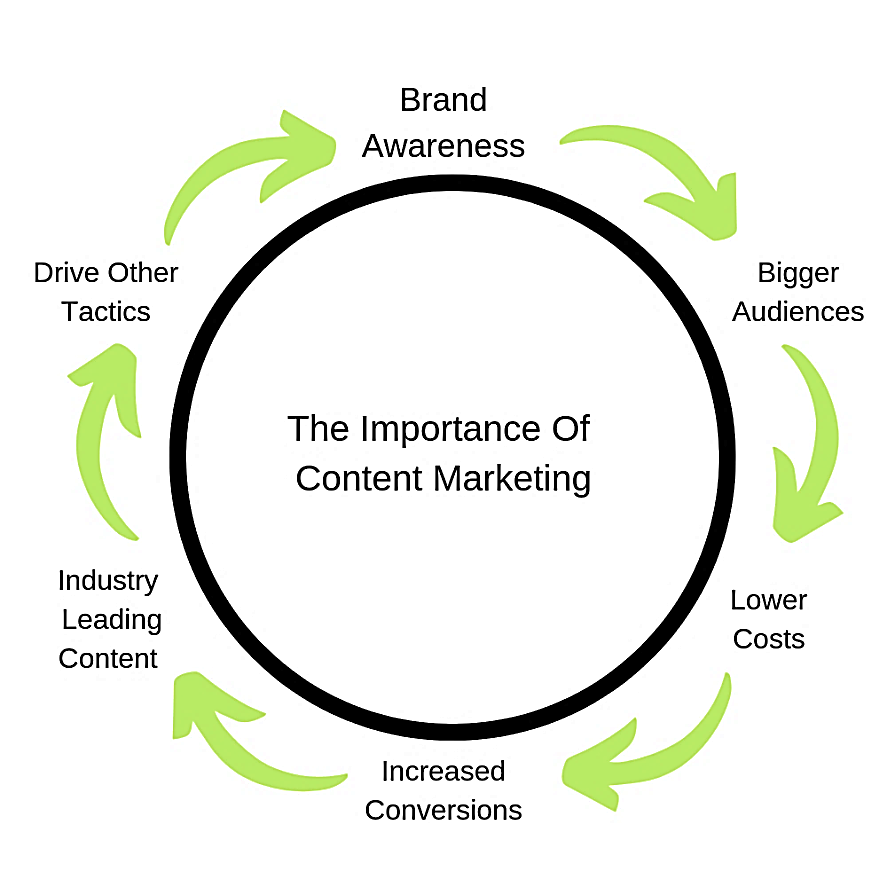 Brand
Awareness
Bigger
Audiences
Lower
Costs
Increased
Conversions
Industry
Leading
Content
Drive Other
Tactics
The Importance Of
Content Marketing